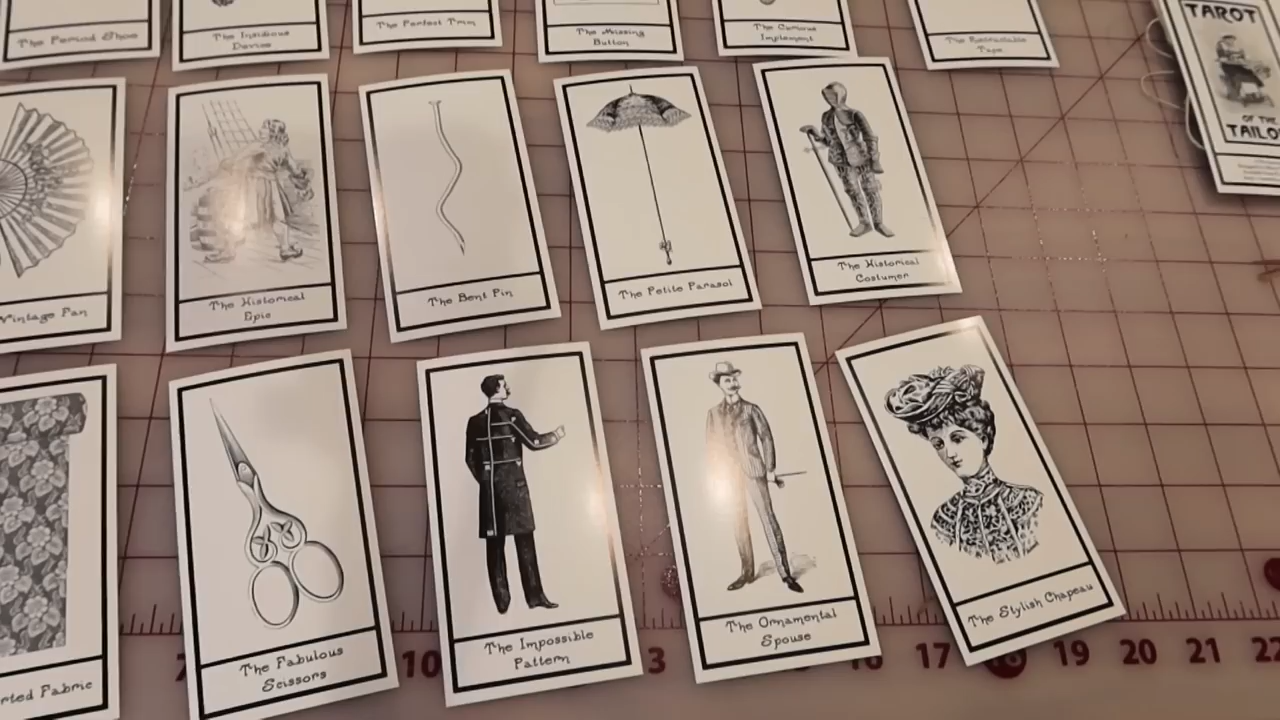 The Period Shoe
The Insidious
Device
The Perfect Trim
The Missing
Button
The Curious
Implement
The Retractable
Tape
TAROT
OF THE
TAILO
Vintage Fan
The Historical
Epic
The Bent Pin
The Petite Parasol
The Historical
Costumer
rted Fabric
The Fabulous
Scissors
The Impossible
Pattern
The Ornamental
Spouse
The Stylish Chapeau
7
10
3
16
17
18
19
20
21
22